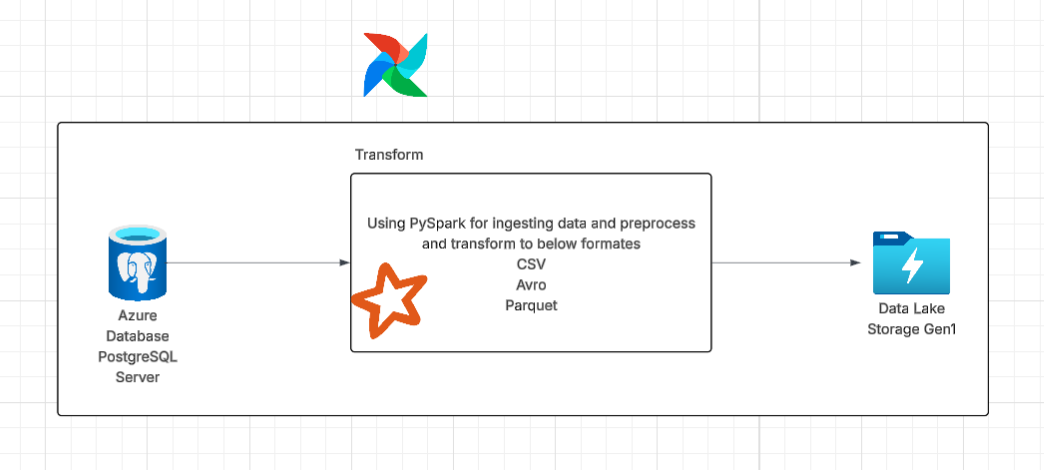 Transform
Using PySpark for ingesting data and preprocess
and transform to below formates
CSV
Avro
Parquet
Azure
Database
PostgreSQL
Server
Data Lake
Storage Gen1